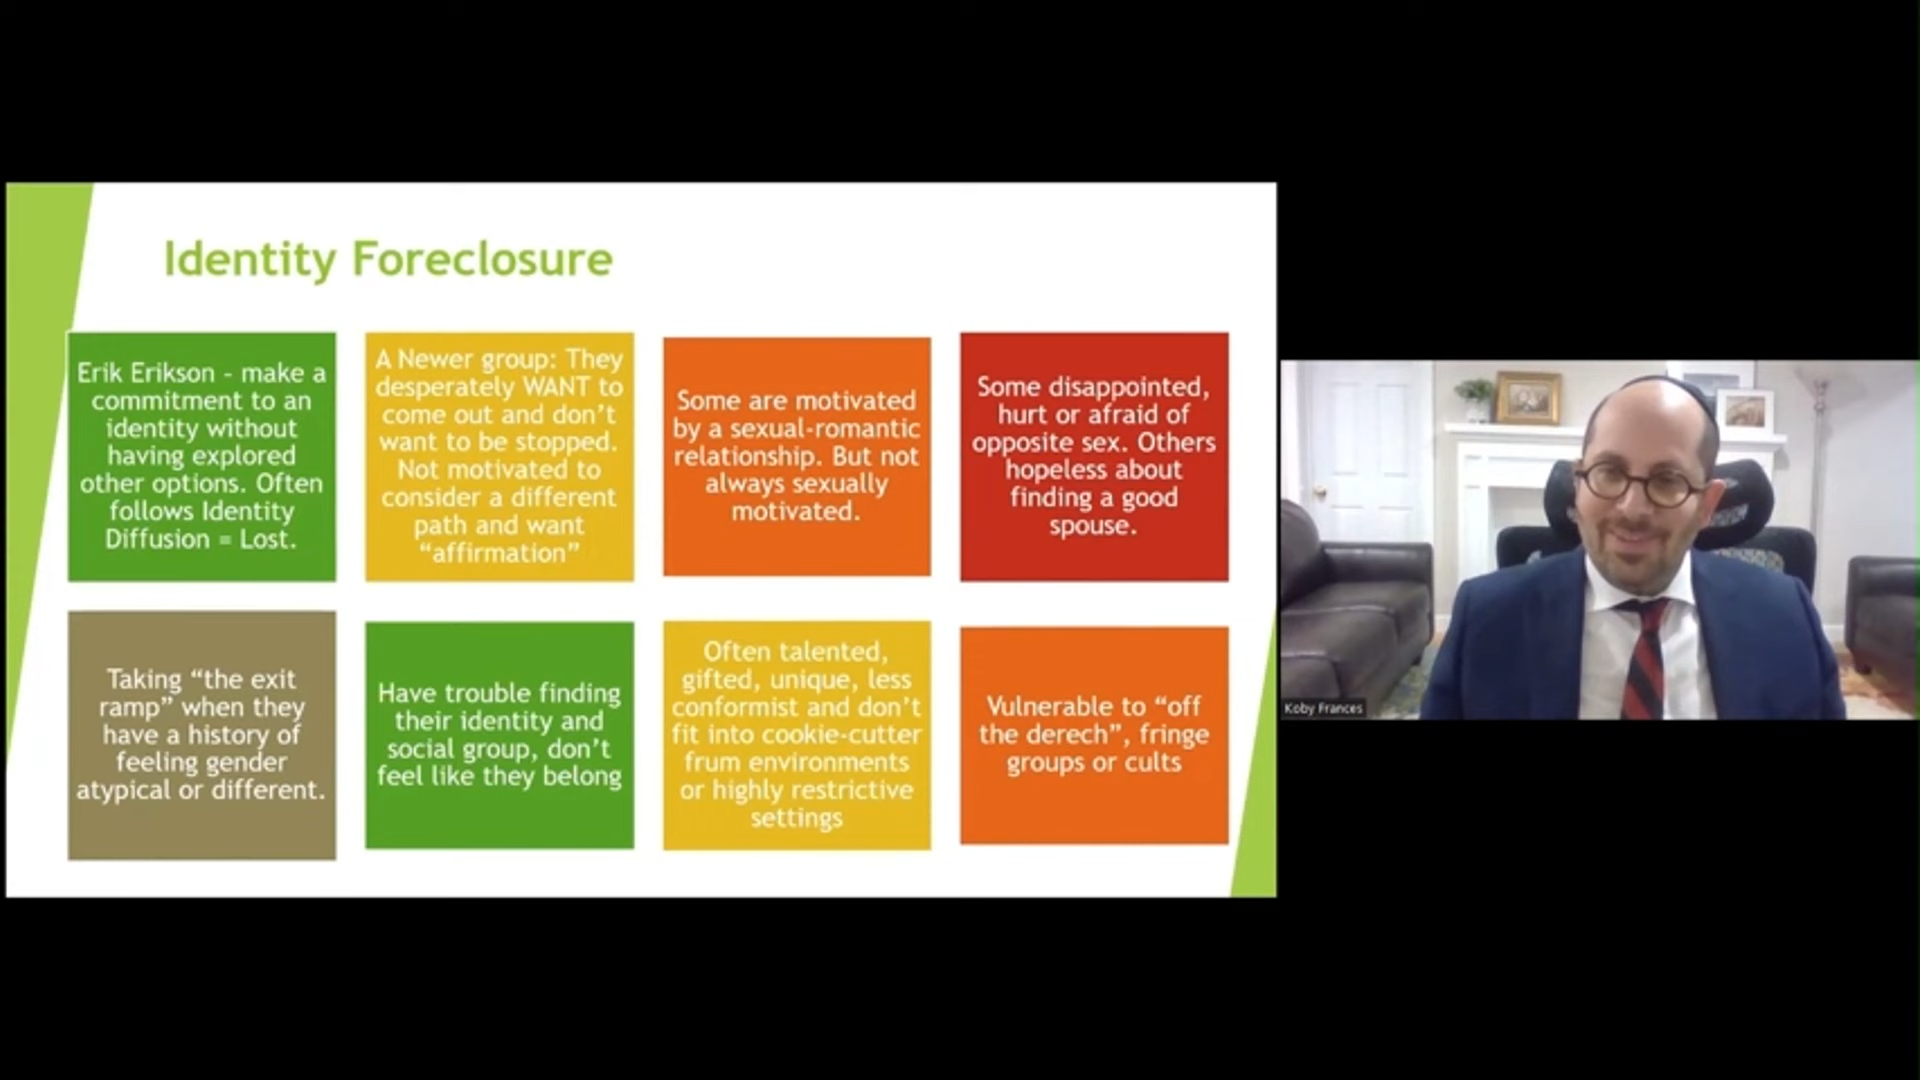 Identity Foreclosure
Erik Erikson – make a
commitment to an
identity without
having explored
other options. Often
follows Identity
Diffusion = Lost.
A Newer group: They
desperately WANT to
come out and don’t
want to be stopped.
Not motivated to
consider a different
path and want
“affirmation”
Some are motivated
by a sexual-romantic
relationship. But not
always sexually
motivated.
Some disappointed,
hurt or afraid of
opposite sex. Others
hopeless about
finding a good
spouse.
Taking “the exit
ramp” when they
have a history of
feeling gender
atypical or different.
Have trouble finding
their identity and
social group, don’t
feel like they belong
Often talented,
gifted, unique, less
conformist and don’t
fit into cookie-cutter
frum environments
or highly restrictive
settings
Vulnerable to “off
the derech”, fringe
groups or cults
Koby Frances